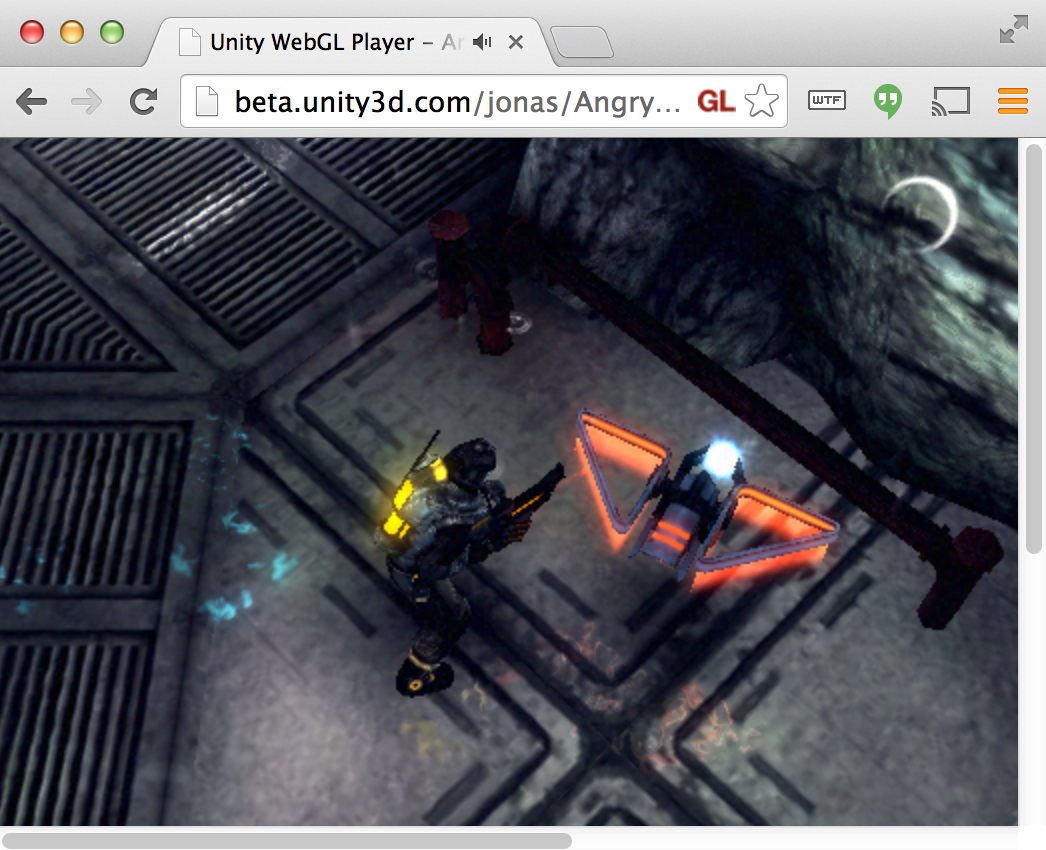 Unity WebGL Player – An
beta.unity3d.com/jonas/Angry... GL WTF